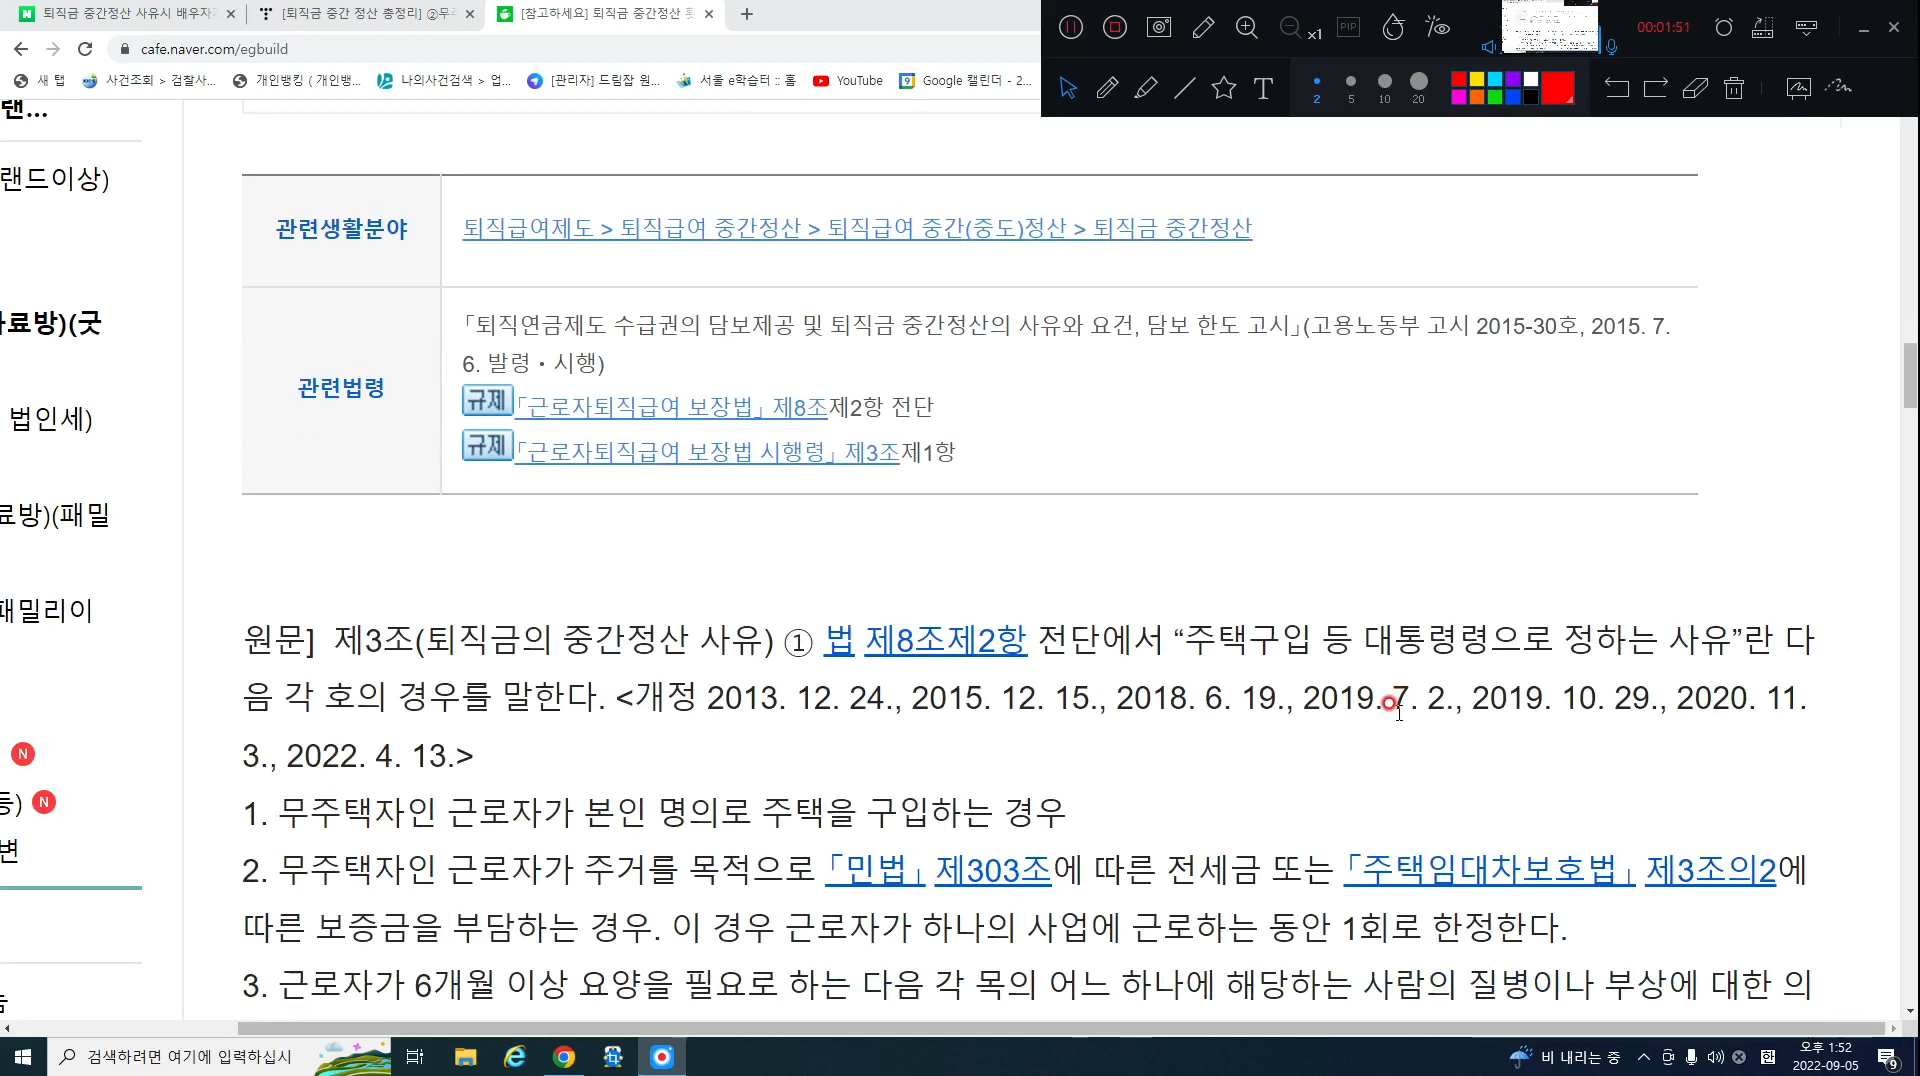 퇴직금 중간정산 사유시 배우자
[퇴직금 중간 정산 총정리] ②무
[참고하세요] 퇴직금 중간정산
cafe.naver.com/egbuild
새 탭
사건조회 > 검찰사...
개인뱅킹 ( 개인뱅...
나의사건검색 > 업...
[관리자] 드림잡 원...
서울 e학습터 :: 홈
YouTube
Google 캘린더 - 2...
x1
PIP
00:01:51
T
2
5
10
20
랜...
랜드이상)
료방)(굿
법인세)
료방)(패밀
패밀리이
N
등) N
변
관련생활분야
퇴직급여제도 > 퇴직급여 중간정산 > 퇴직급여 중간(중도)정산 > 퇴직금 중간정산
관련법령
「퇴직연금제도 수급권의 담보제공 및 퇴직금 중간정산의 사유와 요건, 담보 한도 고시」(고용노동부 고시 2015-30호, 2015. 7.
6. 발령・시행)
규제「근로자퇴직급여 보장법」 제8조제2항 전단
규제「근로자퇴직급여 보장법 시행령」 제3조제1항
원문] 제3조(퇴직금의 중간정산 사유) ① 법 제8조제2항 전단에서 “주택구입 등 대통령령으로 정하는 사유”란 다
음 각 호의 경우를 말한다. <개정 2013. 12. 24., 2015. 12. 15., 2018. 6. 19., 2019. 7. 2., 2019. 10. 29., 2020. 11.
3., 2022. 4. 13.>
1. 무주택자인 근로자가 본인 명의로 주택을 구입하는 경우
2. 무주택자인 근로자가 주거를 목적으로 「민법」 제303조에 따른 전세금 또는 「주택임대차보호법」 제3조의2에
따른 보증금을 부담하는 경우. 이 경우 근로자가 하나의 사업에 근로하는 동안 1회로 한정한다.
3. 근로자가 6개월 이상 요양을 필요로 하는 다음 각 목의 어느 하나에 해당하는 사람의 질병이나 부상에 대한 의
검색하려면 여기에 입력하십시
비 내리는 중
한
오후 1:52
2022-09-05
9